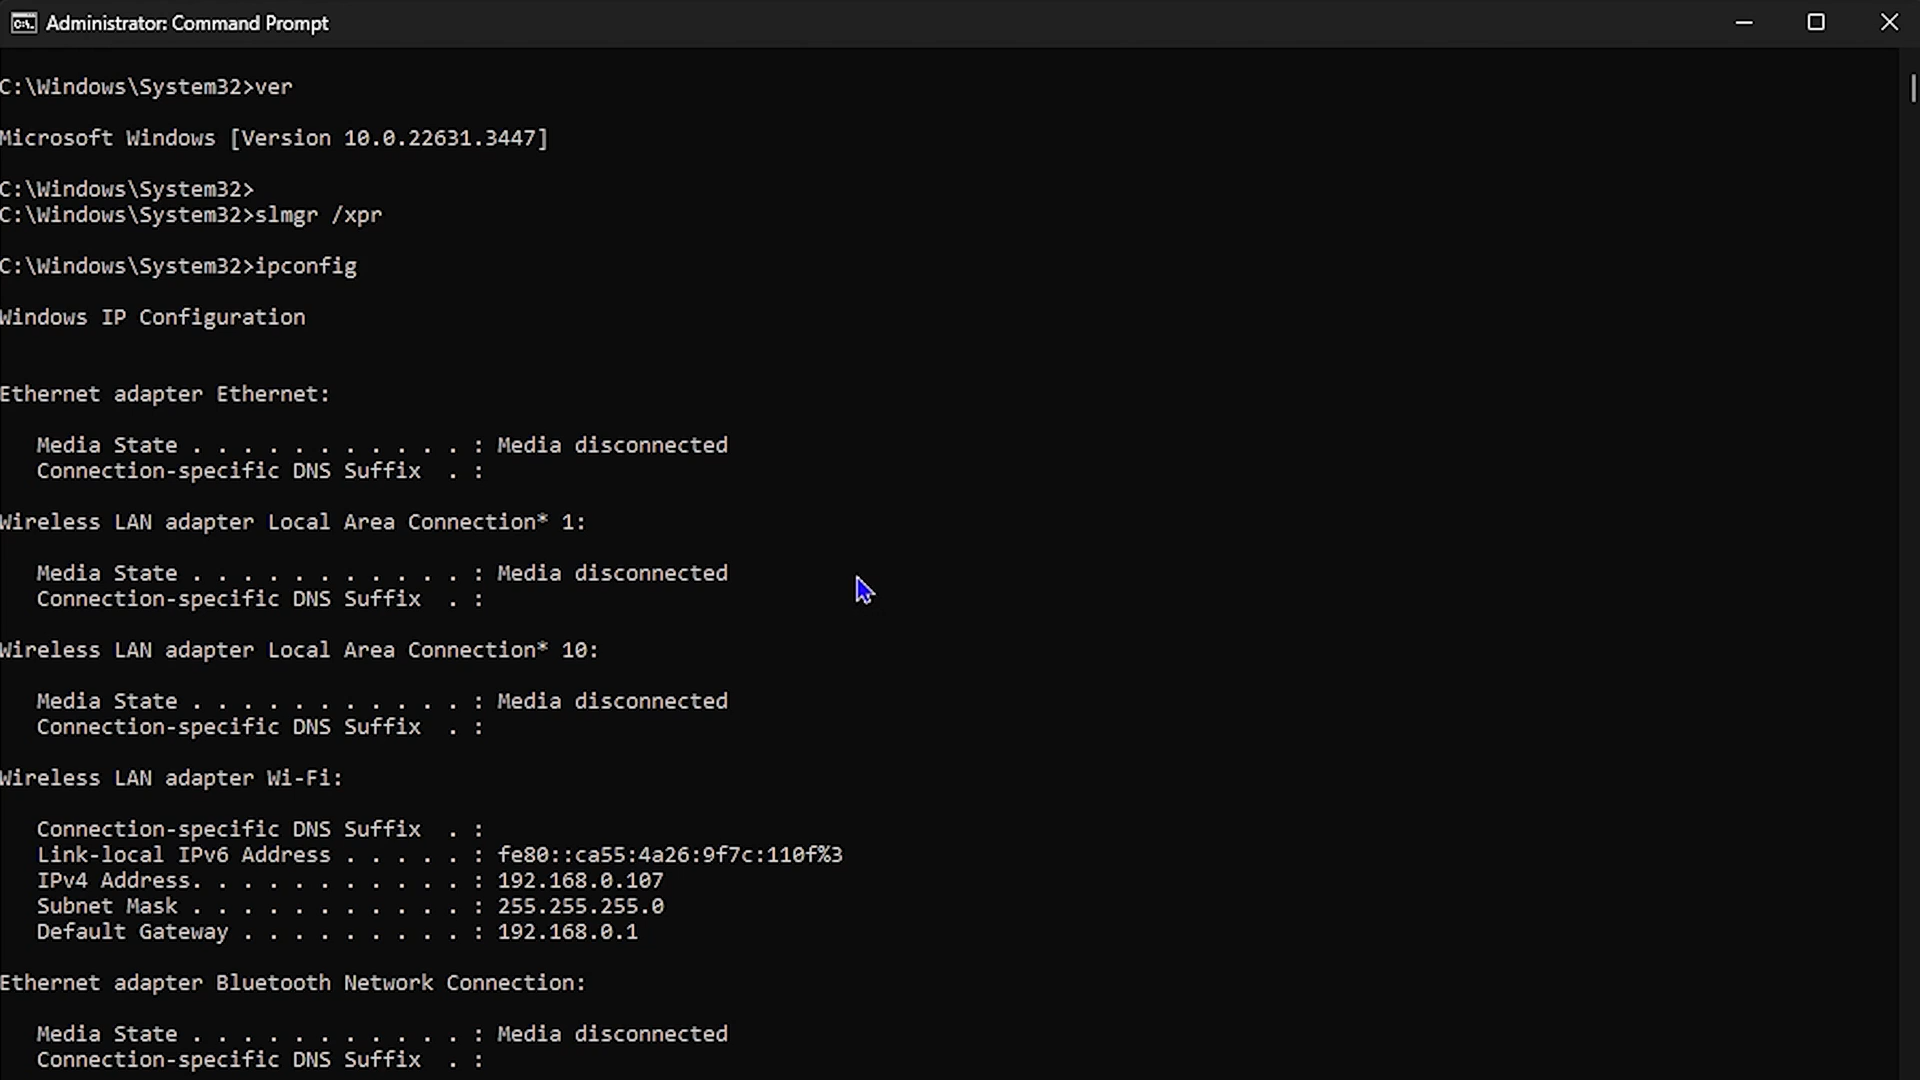 Administrator: Command Prompt
C:\Windows\System32>ver
Microsoft Windows [Version 10.0.22631.3447]
C:\Windows\System32>
C:\Windows\System32>slmgr /xpr
C:\Windows\System32>ipconfig
Windows IP Configuration
Ethernet adapter Ethernet:
   Media State . . . . . . . . . . . : Media disconnected
   Connection-specific DNS Suffix  . :
Wireless LAN adapter Local Area Connection* 1:
   Media State . . . . . . . . . . . : Media disconnected
   Connection-specific DNS Suffix  . :
Wireless LAN adapter Local Area Connection* 10:
   Media State . . . . . . . . . . . : Media disconnected
   Connection-specific DNS Suffix  . :
Wireless LAN adapter Wi-Fi:
   Connection-specific DNS Suffix  . :
   Link-local IPv6 Address . . . . . : fe80::ca55:4a26:9f7c:110f%3
   IPv4 Address. . . . . . . . . . . : 192.168.0.107
   Subnet Mask . . . . . . . . . . . : 255.255.255.0
   Default Gateway . . . . . . . . . : 192.168.0.1
Ethernet adapter Bluetooth Network Connection:
   Media State . . . . . . . . . . . : Media disconnected
   Connection-specific DNS Suffix  . :